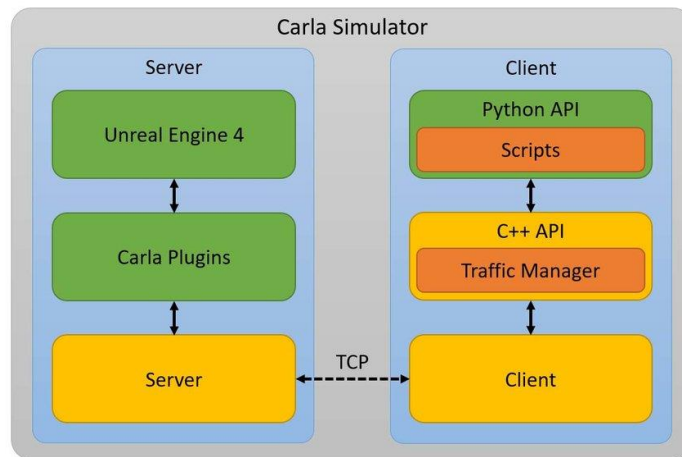 Carla Simulator
Server
Unreal Engine 4
Carla Plugins
Server
TCP
Client
Python API
Scripts
C++ API
Traffic Manager
Client